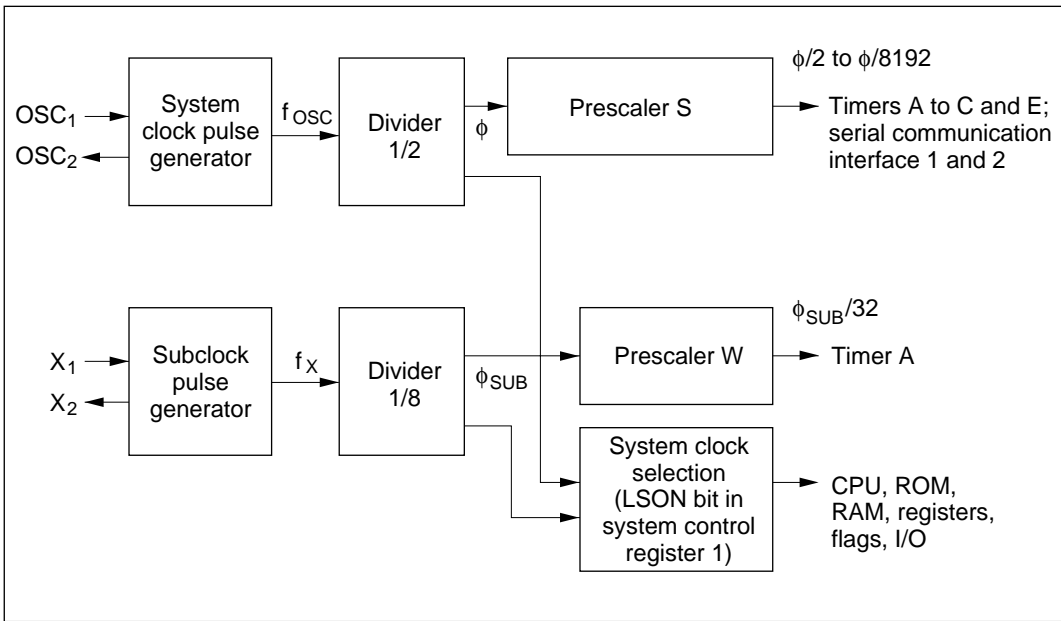 OSC1
OSC2
System
clock pulse
generator
fOSC
Divider
1/2
ϕ
Prescaler S
ϕ/2 to ϕ/8192
Timers A to C and E;
serial communication
interface 1 and 2
X1
X2
Subclock
pulse
generator
fX
Divider
1/8
ϕSUB
Prescaler W
ϕSUB/32
Timer A
System clock
selection
(LSON bit in
system control
register 1)
CPU, ROM,
RAM, registers,
flags, I/O